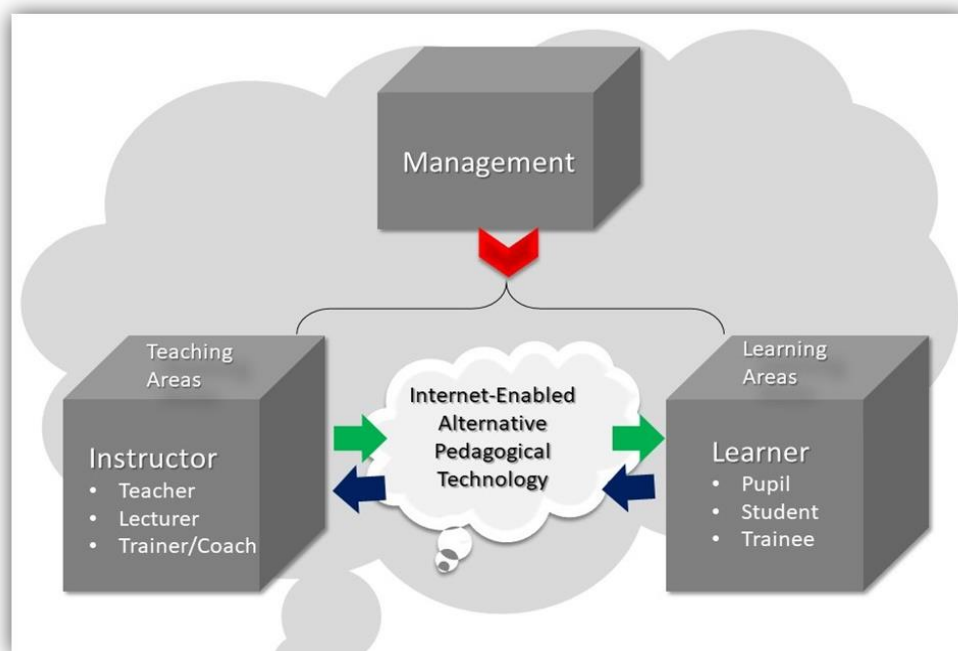 Management
Teaching
Areas
Instructor
• Teacher
• Lecturer
• Trainer/Coach
Internet-Enabled
Alternative
Pedagogical
Technology
Learning
Areas
Learner
• Pupil
• Student
• Trainee